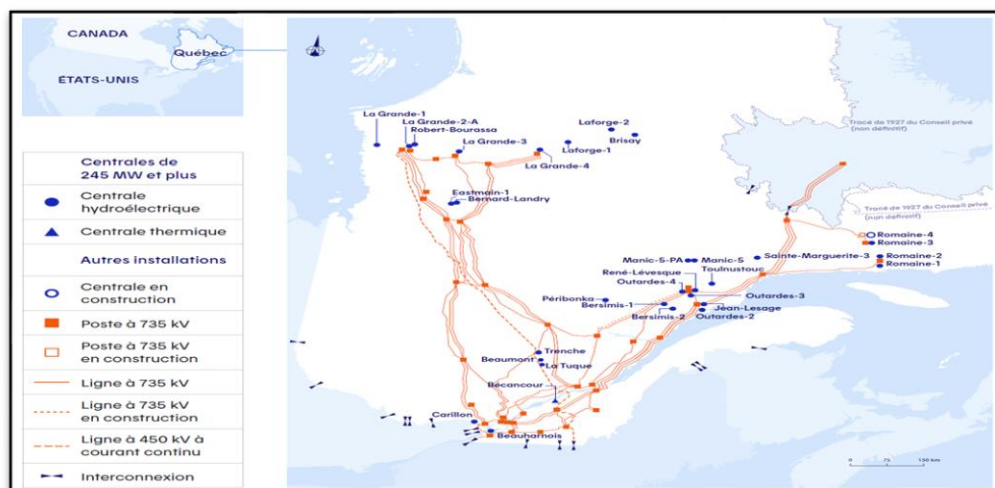 CANADA
Québec
ÉTATS-UNIS
Centrales de
245 MW et plus
Centrale
hydroélectrique
Centrale thermique
Autres installations
Centrale en
construction
Poste à 735 kV
Poste à 735 kV
en construction
Ligne à 735 kV
Ligne à 735 kV
en construction
Ligne à 450 kV à
courant continu
Interconnexion
La Grande-1
La Grande-2-A
Robert-Bourassa
La Grande-3
La Grande-4
Laforge-1
Laforge-2
Brisay
Eastmain-1
Bernard-Landry
Tracé de 1927 du Conseil privé
(non définitif)
Tracé de 1927 du Conseil privé
(non définitif)
Romaine-4
Romaine-3
Romaine-2
Romaine-1
Sainte-Marguerite-3
Manic-5-PA
Manic-5
Toulnustouc
René-Lévesque
Outardes-4
Outardes-3
Péribonka
Bersimis-1
Bersimis-2
Jean-Lesage
Outardes-2
Trenche
Beaumont
La Tuque
Bécancour
Carillon
Beauharnois
0 75 150 km